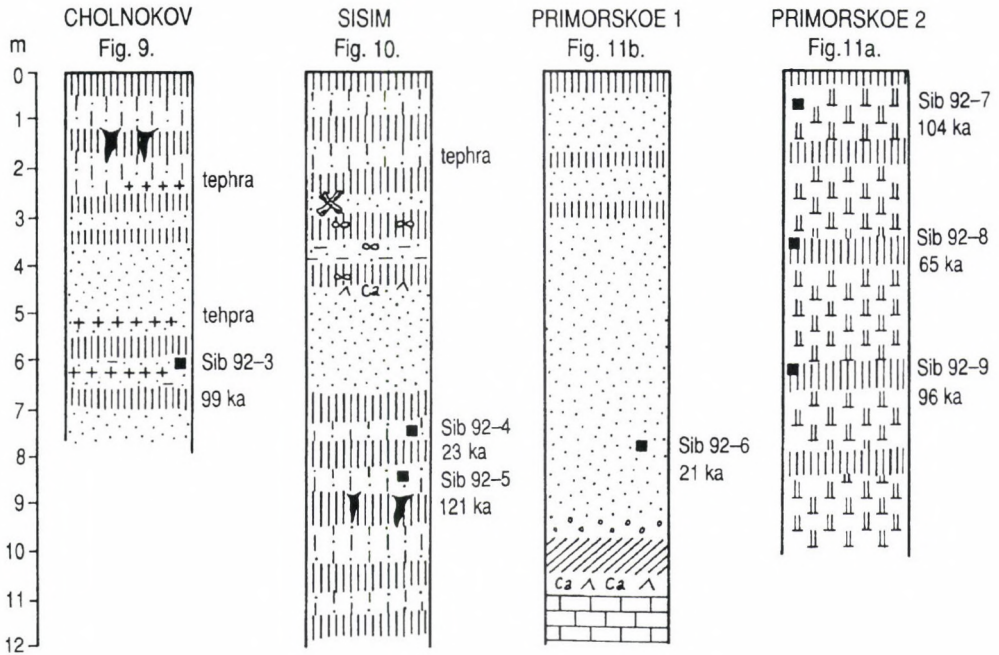 CHOLNOKOV
Fig. 9.
SISIM
Fig. 10.
PRIMORSKOE 1
Fig. 11b.
PRIMORSKOE 2
Fig.11a.
m
0
1
2
3
4
5
6
7
8
9
10
11
12
tephra
tehpra
Sib 92–3
99 ka
tephra
Ca
Sib 92–4
23 ka
Sib 92–5
121 ka
Sib 92–6
21 ka
Ca Ca
Sib 92–7
104 ka
Sib 92–8
65 ka
Sib 92–9
96 ka